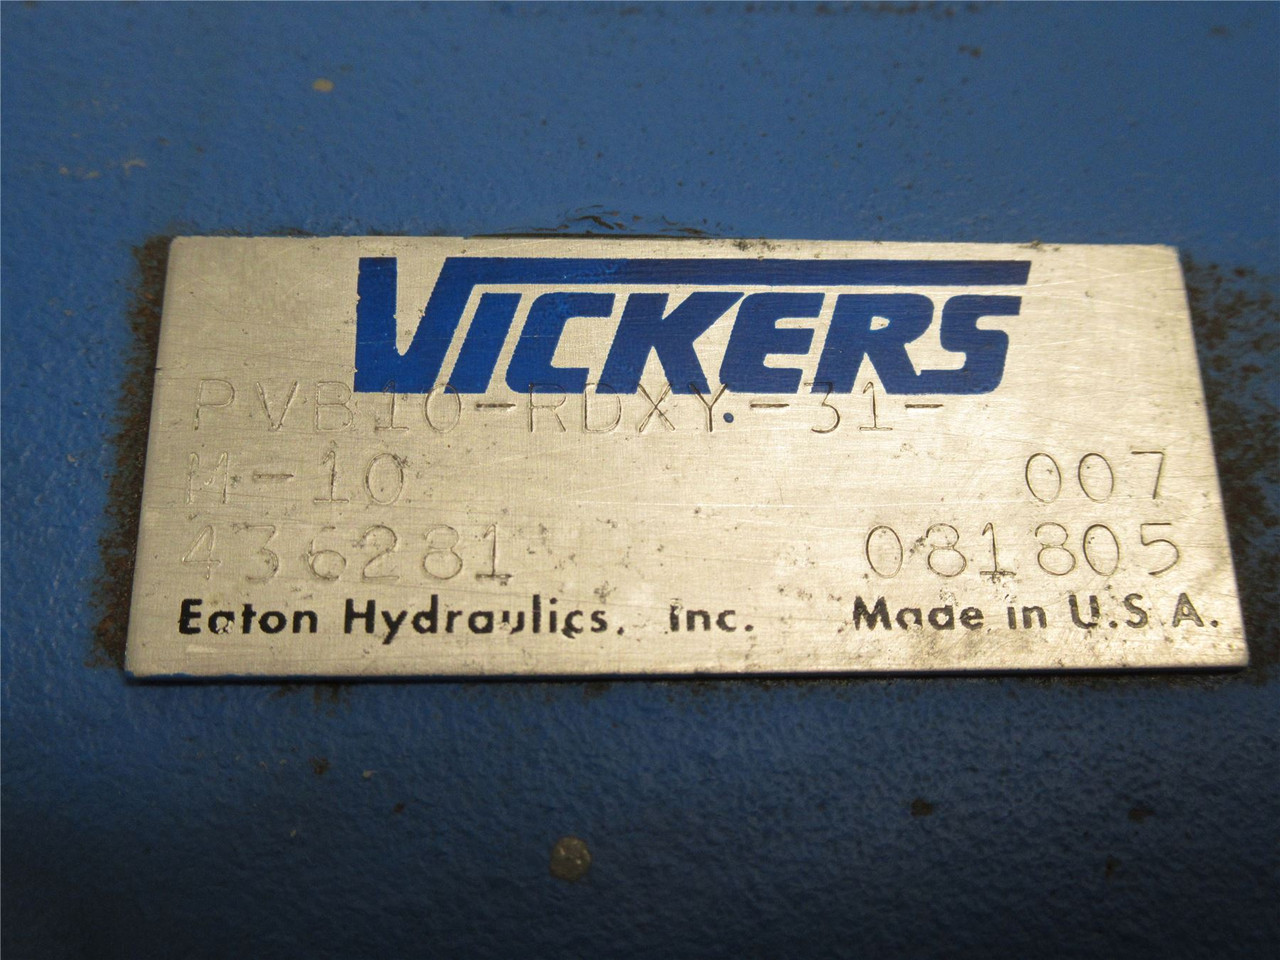 VICKERS
PVB10-RDXY-31-
M-10 007
436281 081805
Eaton Hydraulics, Inc. Made in U.S.A.